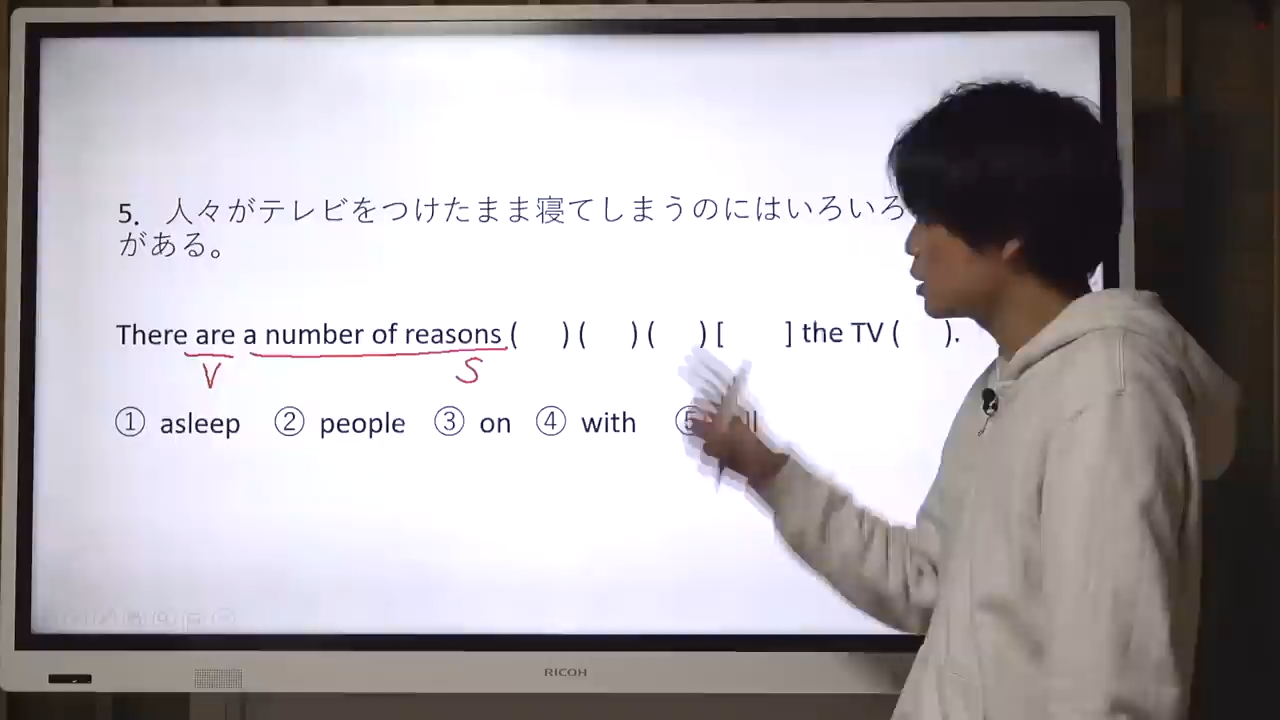 5. 人々がテレビをつけたまま寝てしまうのにはいろいろ
がある。
There are a number of reasons (   ) (   ) (   ) [   ] the TV (   ).
V S
① asleep ② people ③ on ④ with ⑤
RICOH